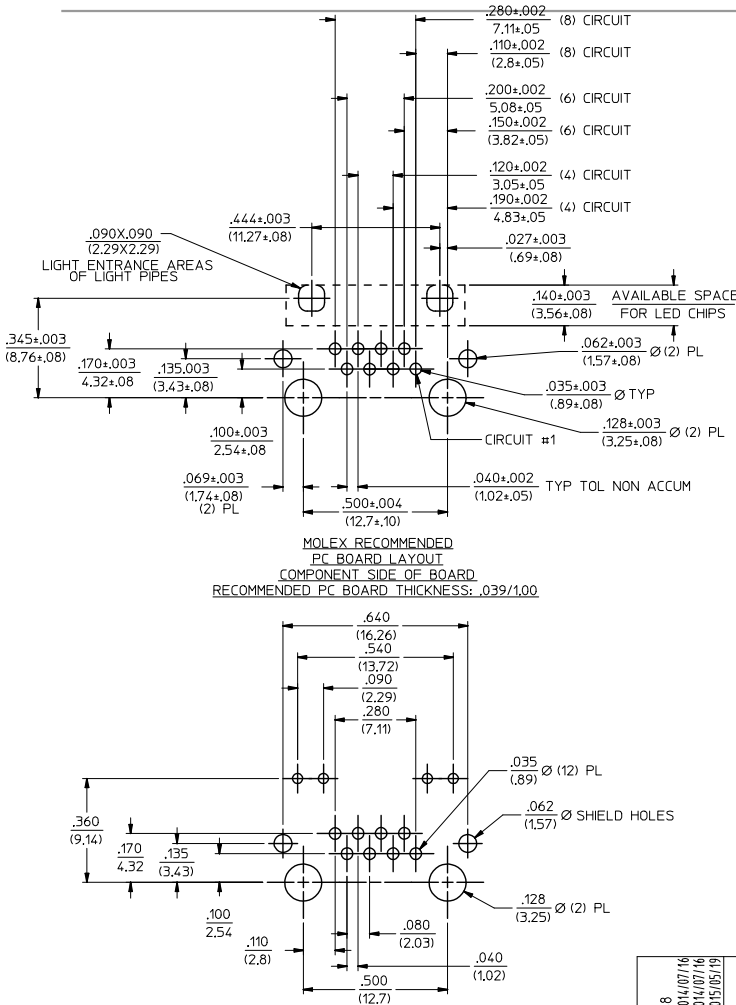 .280±.002
7.11±.05
(8) CIRCUIT
.110±.002
(2.8±.05)
(8) CIRCUIT
.200±.002
5.08±.05
(6) CIRCUIT
.150±.002
(3.82±.05)
(6) CIRCUIT
.120±.002
3.05±.05
(4) CIRCUIT
.190±.002
4.83±.05
(4) CIRCUIT
.444±.003
(11.27±.08)
.027±.003
(.69±.08)
.090X.090
(2.29X2.29)
LIGHT ENTRANCE AREAS
OF LIGHT PIPES
.140±.003
(3.56±.08)
AVAILABLE SPACE
FOR LED CHIPS
.345±.003
(8,76±.08)
.170±.003
4.32±.08
.135.003
(3.43±.08)
.062±.003
(1.57±.08)
Ø (2) PL
.035±.003
(.89±.08)
Ø TYP
.128±.003
(3.25±.08)
Ø (2) PL
CIRCUIT #1
.100±.003
2.54±.08
.069±.003
(1.74±.08)
(2) PL
.500±.004
(12.7±.10)
.040±.002
(1.02±.05)
TYP TOL NON ACCUM
MOLEX RECOMMENDED
PC BOARD LAYOUT
COMPONENT SIDE OF BOARD
RECOMMENDED PC BOARD THICKNESS: .039/1.00
.640
(16.26)
.540
(13.72)
.090
(2.29)
.280
(7.11)
.035
(.89)
Ø (12) PL
.062
(1.57)
Ø SHIELD HOLES
.360
(9.14)
.170
4.32
.135
(3.43)
.128
(3.25)
Ø (2) PL
.100
2.54
.110
(2.8)
.080
(2.03)
.040
(1.02)
.500
(12.7)
8
014/07/16
014/07/16
015/05/19